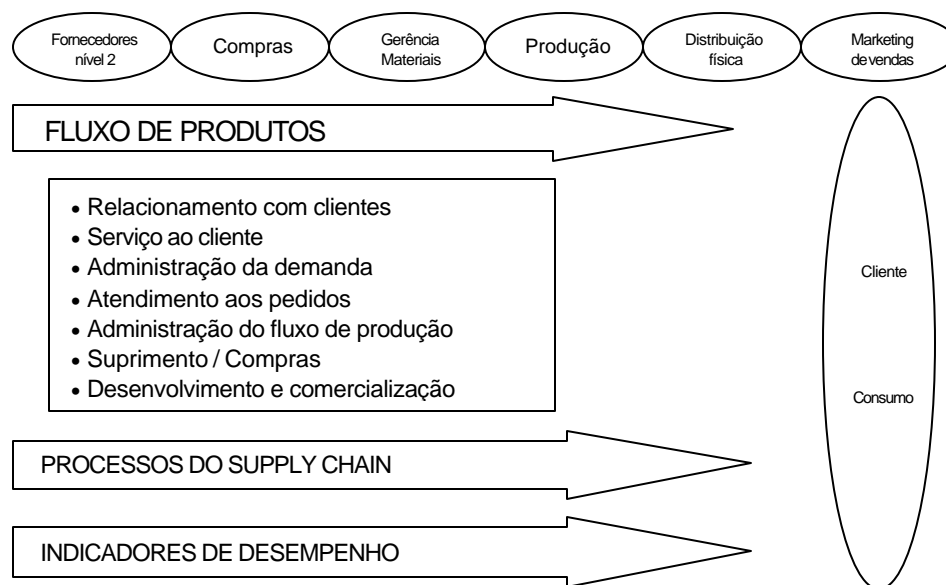 Fornecedores
nível 2
Compras
Gerência
Materiais
Produção
Distribuição
física
Marketing
de vendas
FLUXO DE PRODUTOS
• Relacionamento com clientes
• Serviço ao cliente
• Administração da demanda
• Atendimento aos pedidos
• Administração do fluxo de produção
• Suprimento / Compras
• Desenvolvimento e comercialização
Cliente
Consumo
PROCESSOS DO SUPPLY CHAIN
INDICADORES DE DESEMPENHO